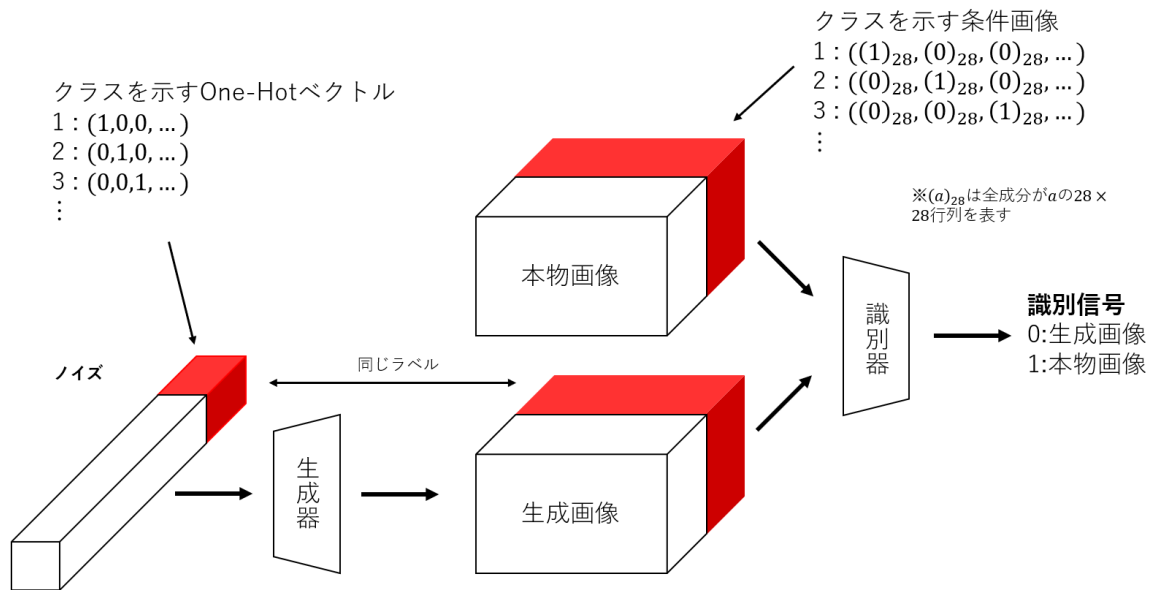 クラスを示す条件画像
1 : ((1)₂₈, (0)₂₈, (0)₂₈, …)
2 : ((0)₂₈, (1)₂₈, (0)₂₈, …)
3 : ((0)₂₈, (0)₂₈, (1)₂₈, …)
⋮
クラスを示すOne-Hotベクトル
1 : (1,0,0, …)
2 : (0,1,0, …)
3 : (0,0,1, …)
⋮
※(a)₂₈は全成分がaの28 ×
28行列を表す
本物画像
識別器
識別信号
0:生成画像
1:本物画像
ノイズ
同じラベル
生成器
生成画像